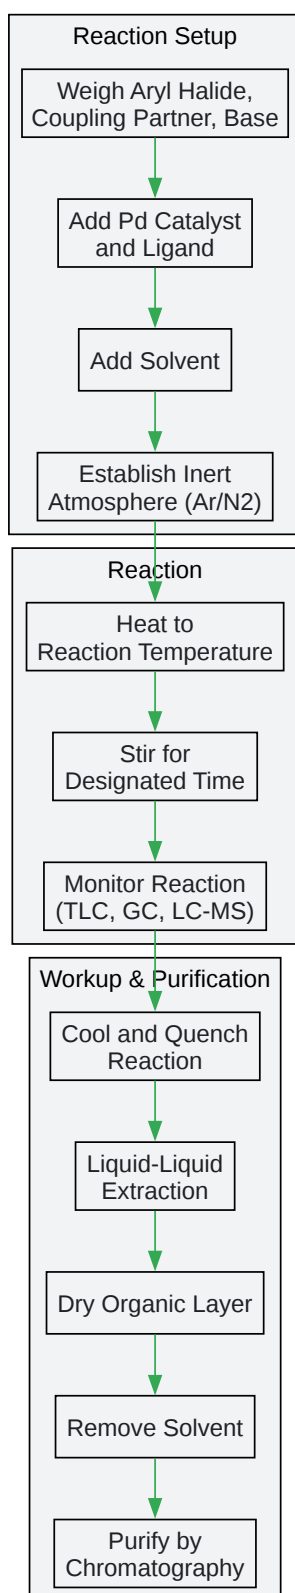 Reaction Setup
Weigh Aryl Halide,
Coupling Partner, Base
Add Pd Catalyst
and Ligand
Add Solvent
Establish Inert
Atmosphere (Ar/N2)
Reaction
Heat to
Reaction Temperature
Stir for
Designated Time
Monitor Reaction
(TLC, GC, LC-MS)
Workup & Purification
Cool and Quench
Reaction
Liquid-Liquid
Extraction
Dry Organic Layer
Remove Solvent
Purify by
Chromatography